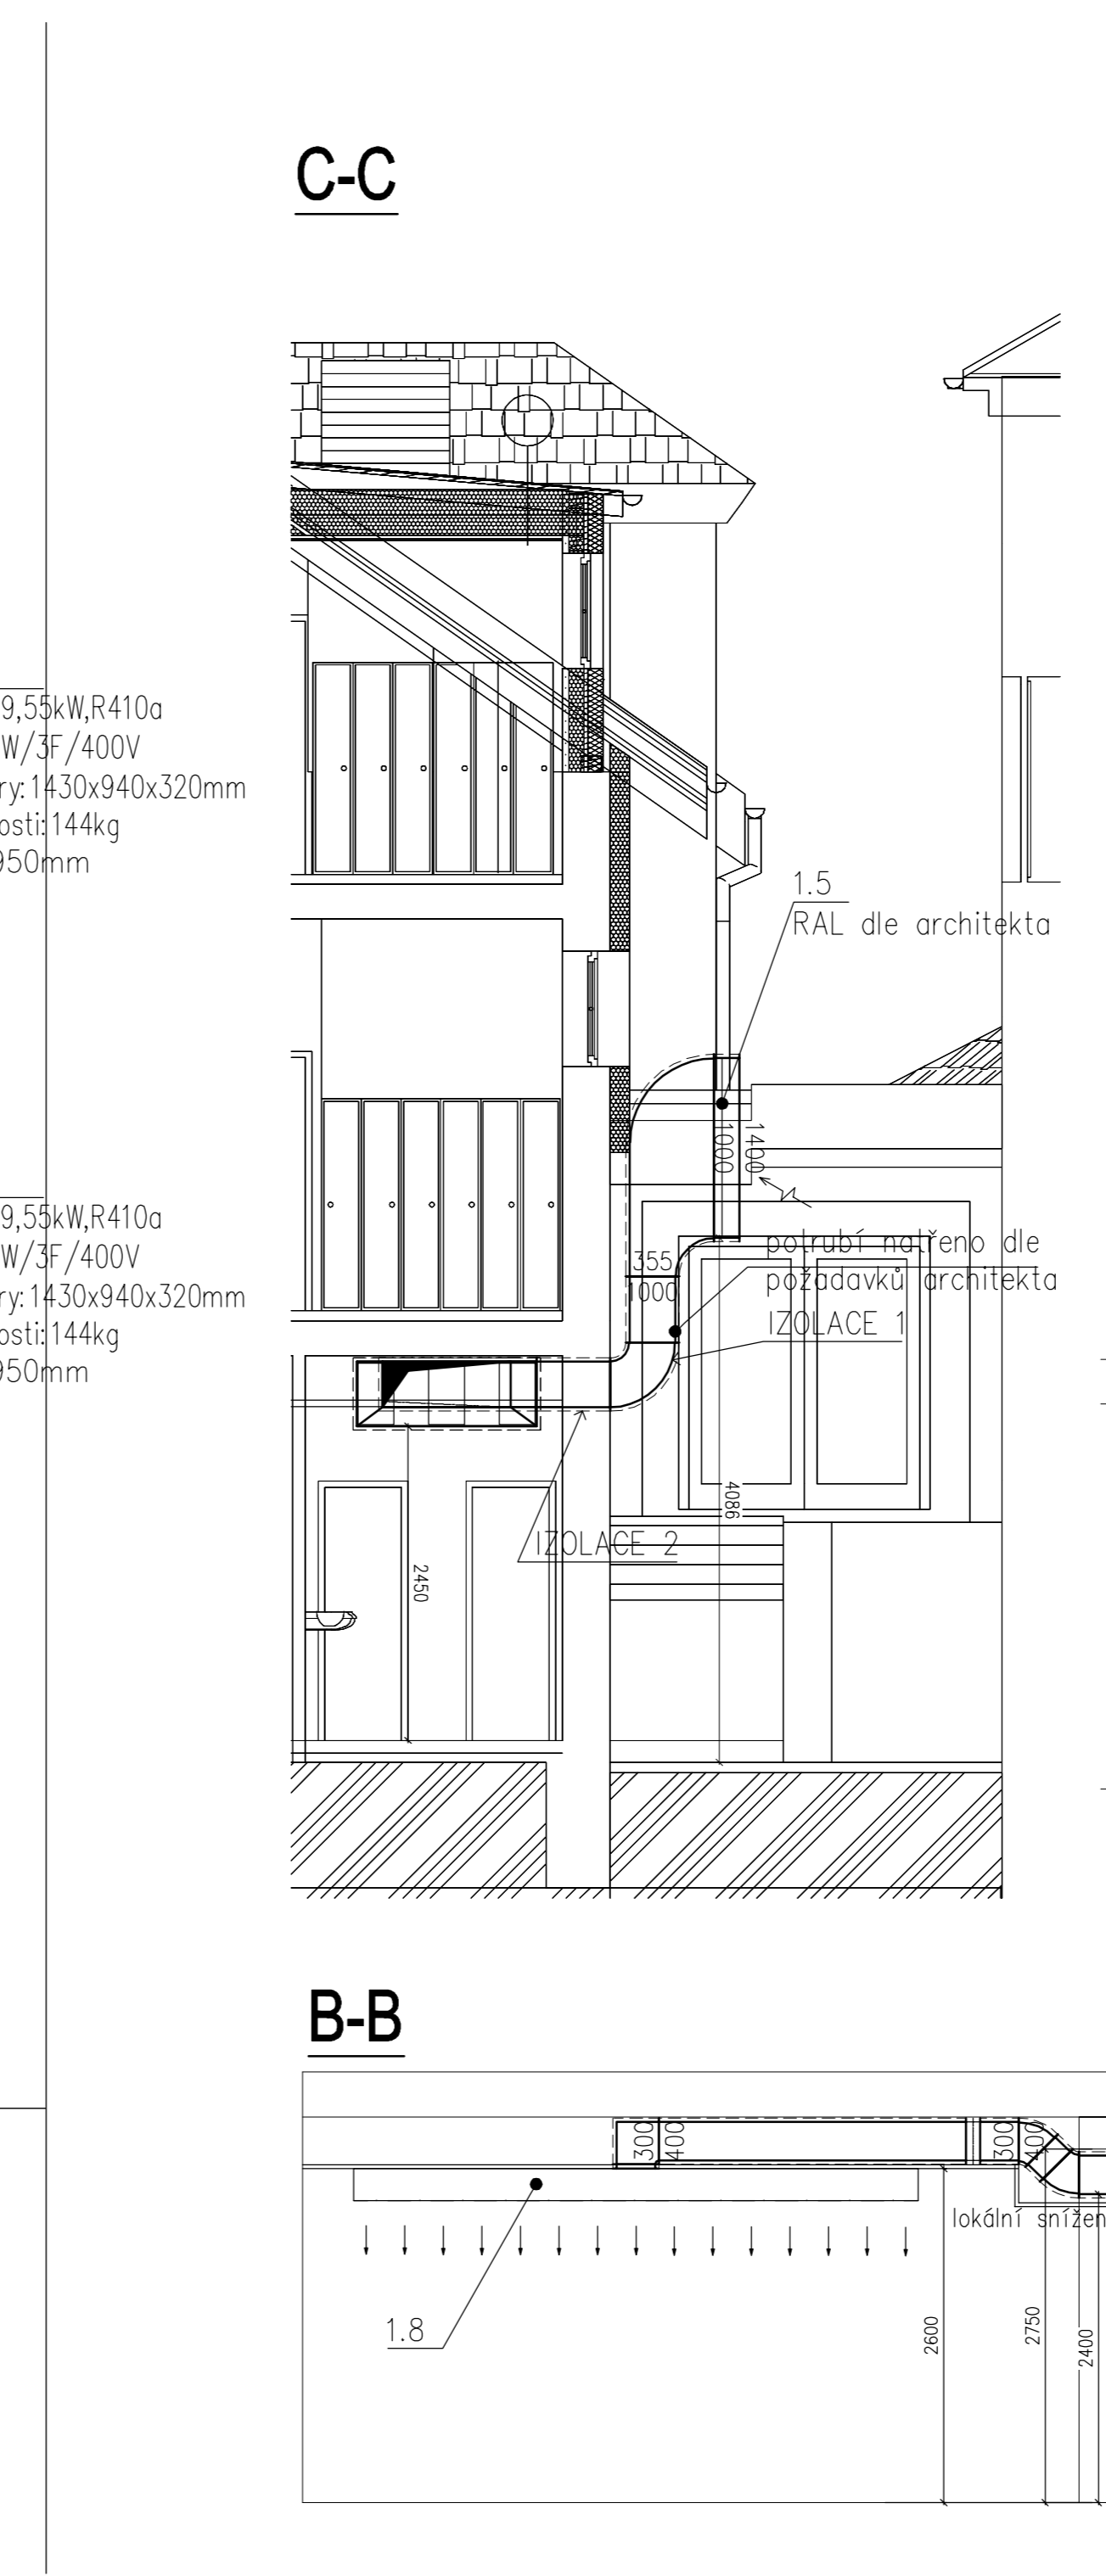 C-C
9,55kW,R410a
W/3F/400V
ry:1430x940x320mm
osti:144kg
950mm
1.5
RAL dle architekta
1400
1000
9,55kW,R410a
W/3F/400V
ry:1430x940x320mm
osti:144kg
950mm
355
1000
potrubí natřeno dle
požadavků architekta
IZOLACE 1
4086
IZOLACE 2
2450
B-B
300
400
300
400
lokální snížen
1.8
2600
2750
2400